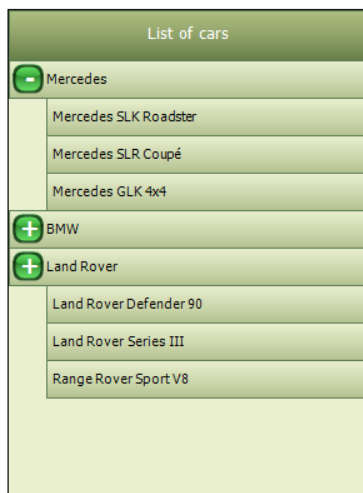 List of cars
Mercedes
Mercedes SLK Roadster
Mercedes SLR Coupé
Mercedes GLK 4x4
BMW
Land Rover
Land Rover Defender 90
Land Rover Series III
Range Rover Sport V8